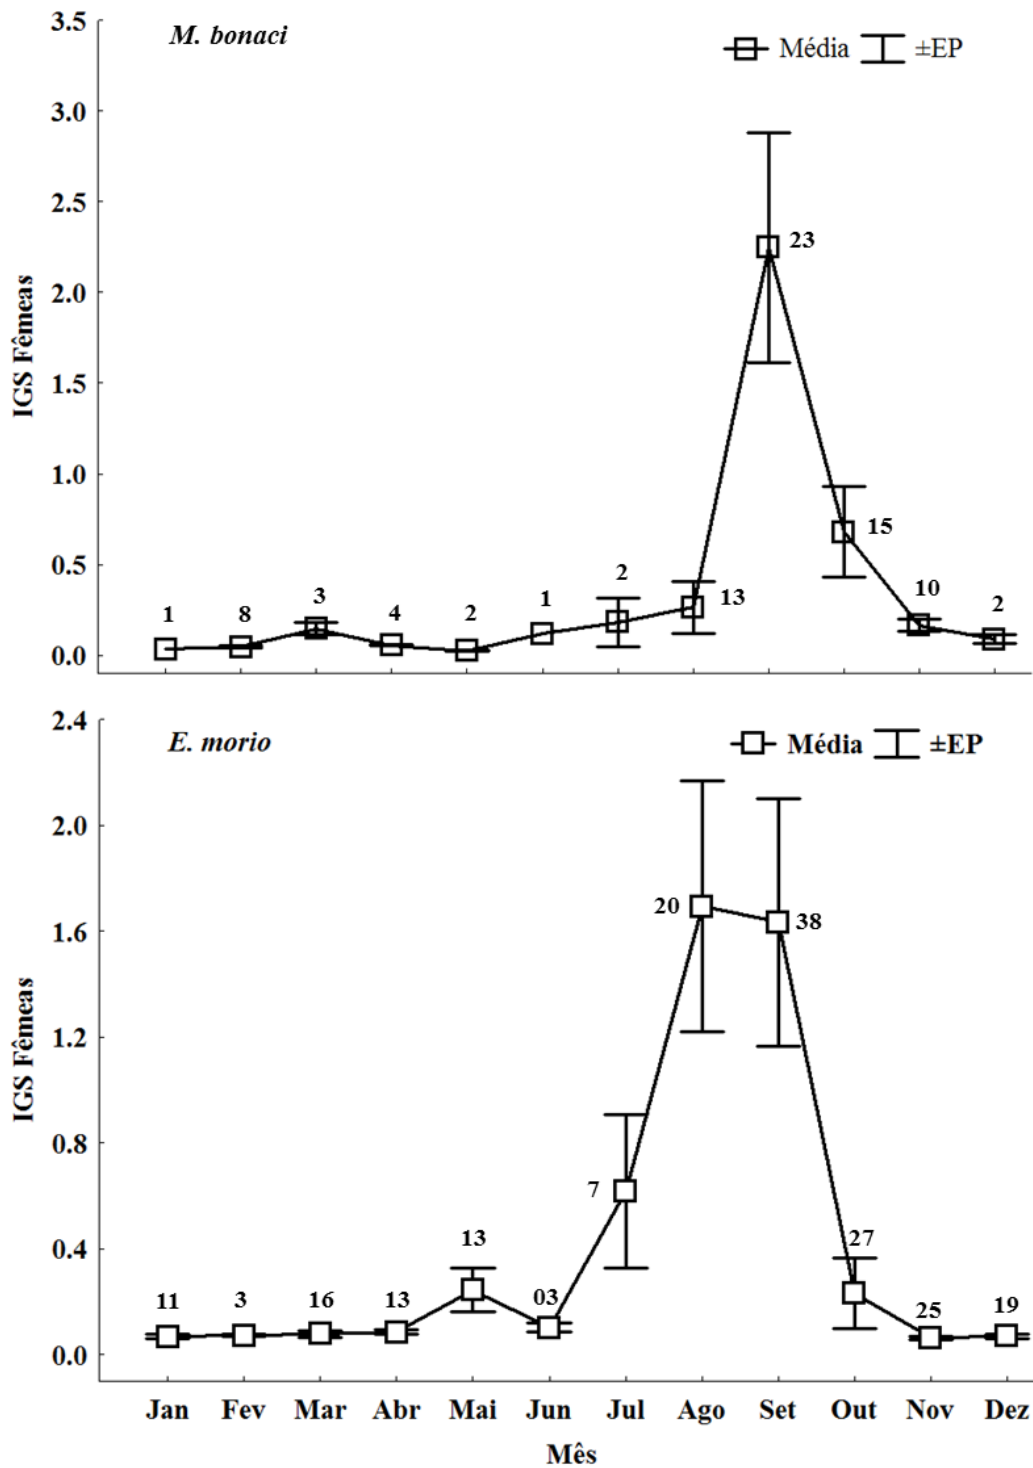 M. bonaci
Média ±EP
3.5
3.0
2.5
2.0
1.5
1.0
0.5
0.0
IGS Fêmeas
1 8 3 4 2 1 2 13 23 15 10 2
E. morio
Média ±EP
2.4
2.0
1.6
1.2
0.8
0.4
0.0
IGS Fêmeas
11 3 16 13 13 03 7 20 38 27 25 19
Jan Fev Mar Abr Mai Jun Jul Ago Set Out Nov Dez
Mês